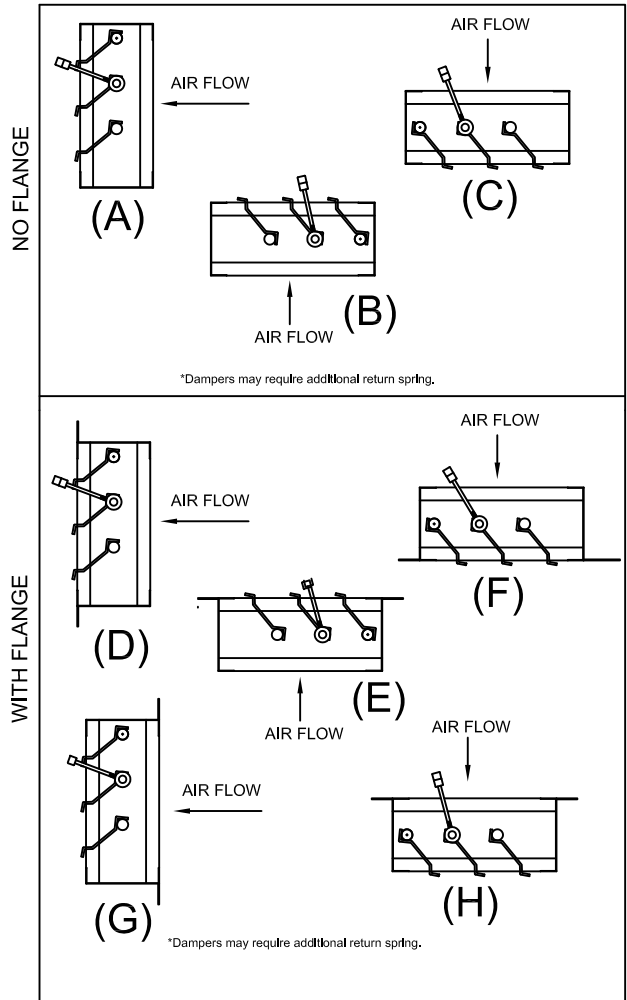 NO FLANGE
AIR FLOW
(A)
AIR FLOW
(B)
AIR FLOW
(C)
*Dampers may require additional return spring.
WITH FLANGE
AIR FLOW
(D)
AIR FLOW
(E)
AIR FLOW
(F)
AIR FLOW
(G)
AIR FLOW
(H)
*Dampers may require additional return spring.